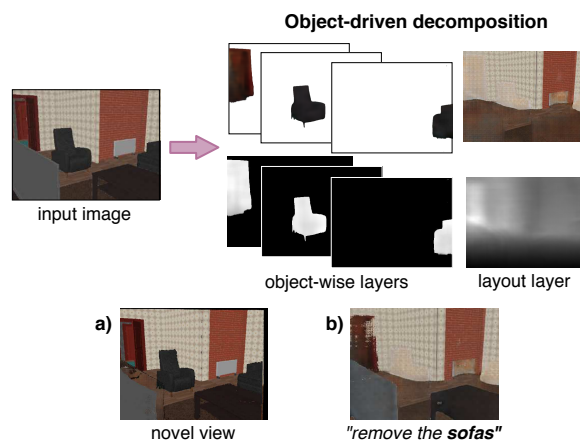 Object-driven decomposition
input image
object-wise layers
layout layer
a)
b)
novel view
"remove the sofas"